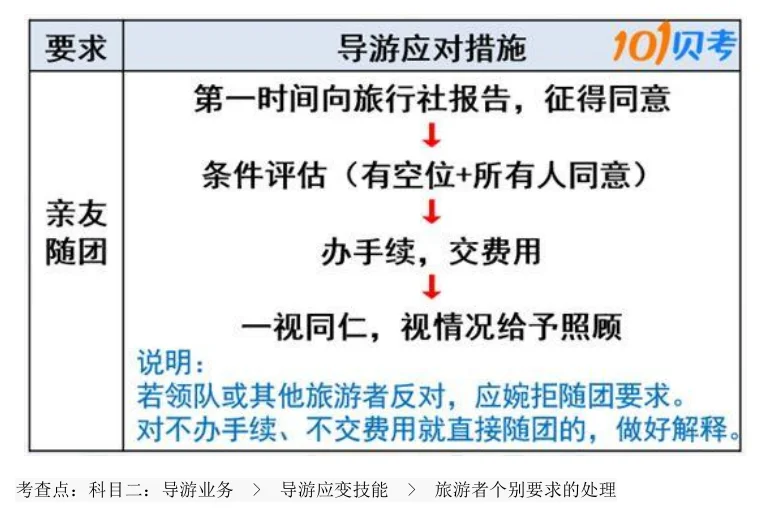 要求
导游应对措施
101贝考
亲友
随团
第一时间向旅行社报告，征得同意
↓
条件评估（有空位+所有人同意）
↓
办手续，交费用
↓
一视同仁，视情况给予照顾
说明：
若领队或其他旅游者反对，应婉拒随团要求。
对不办手续、不交费用就直接随团的，做好解释。
考查点：科目二：导游业务 > 导游应变技能 > 旅游者个别要求的处理